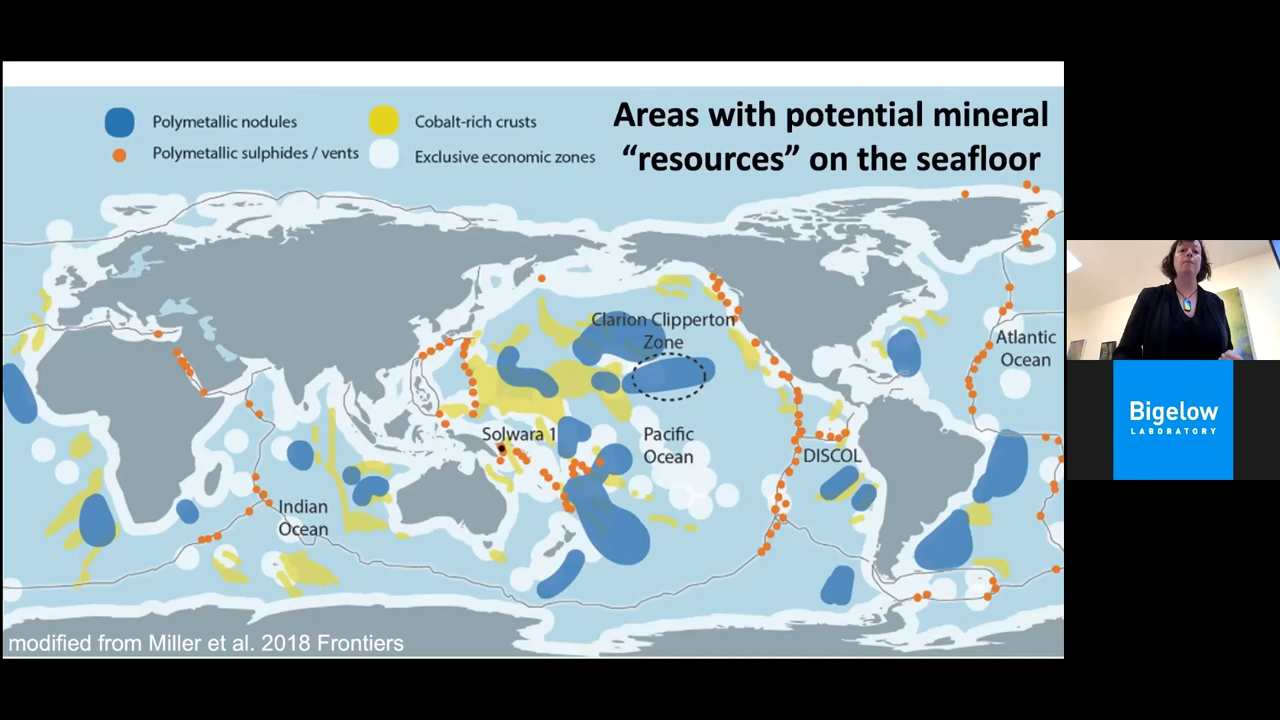 Areas with potential mineral
“resources” on the seafloor
Polymetallic nodules
Cobalt-rich crusts
Polymetallic sulphides / vents
Exclusive economic zones
Clarion Clipperton
Zone
Atlantic
Ocean
Solwara 1
Pacific
Ocean
DISCOL
Indian
Ocean
modified from Miller et al. 2018 Frontiers
Bigelow
LABORATORY